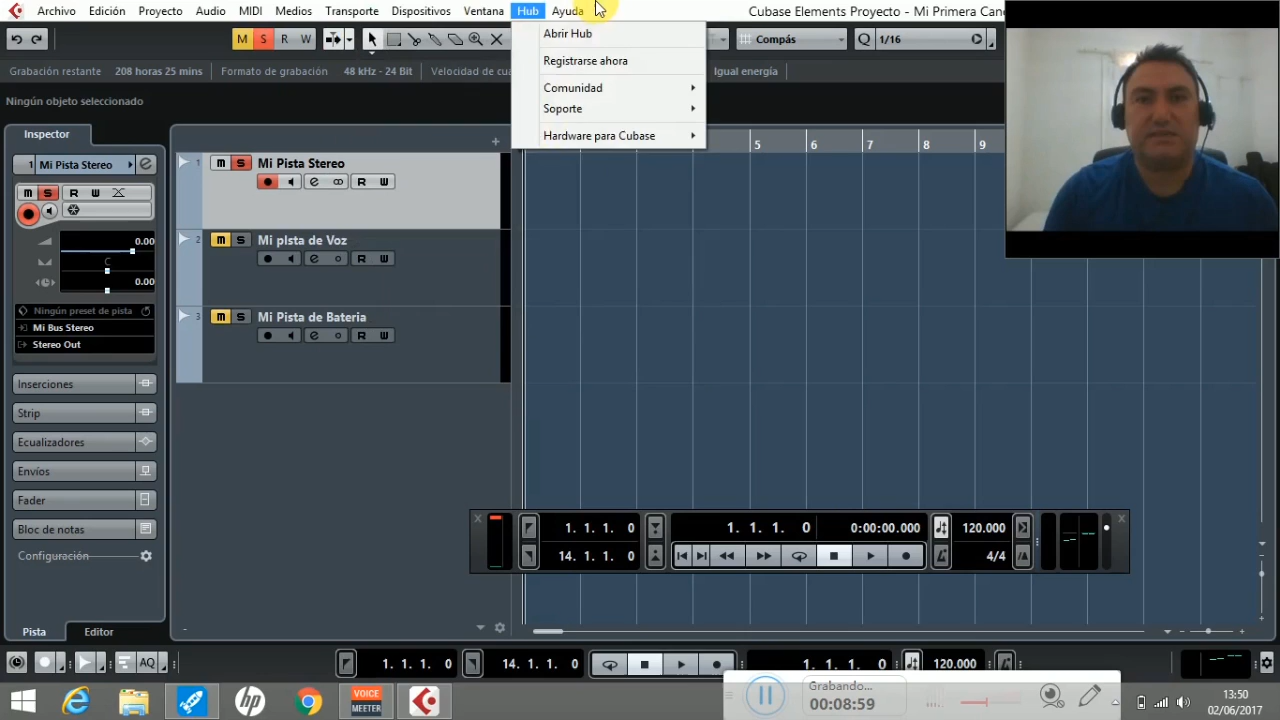 Archivo Edición Proyecto Audio MIDI Medios Transporte Dispositivos Ventana Hub Ayuda
Cubase Elements Proyecto - Mi Primera Canc
M S R W
Compás
Q 1/16
Abrir Hub
Registrarse ahora
Comunidad
Soporte
Hardware para Cubase
Grabación restante 208 horas 25 mins Formato de grabación 48 kHz - 24 Bit Velocidad de cua
Igual energía
Ningún objeto seleccionado
Inspector
1 Mi Pista Stereo
m S
R W
0.00
C
0.00
Ningún preset de pista
Mi Bus Stereo
Stereo Out
Inserciones
Strip
Ecualizadores
Envíos
Fader
Bloc de notas
Configuración
Pista Editor
1 m S Mi Pista Stereo
R W
2 m S Mi pIsta de Voz
R W
3 m S Mi Pista de Bateria
R W
5 6 7 8 9
1. 1. 1. 0
14. 1. 1. 0
1. 1. 1. 0 0:00:00.000
120.000
4/4
AQ
1. 1. 1. 0 14. 1. 1. 0
1. 1. 1. 0 120.000
Grabando...
00:08:59
VOICE
MEETER
13:50
02/06/2017